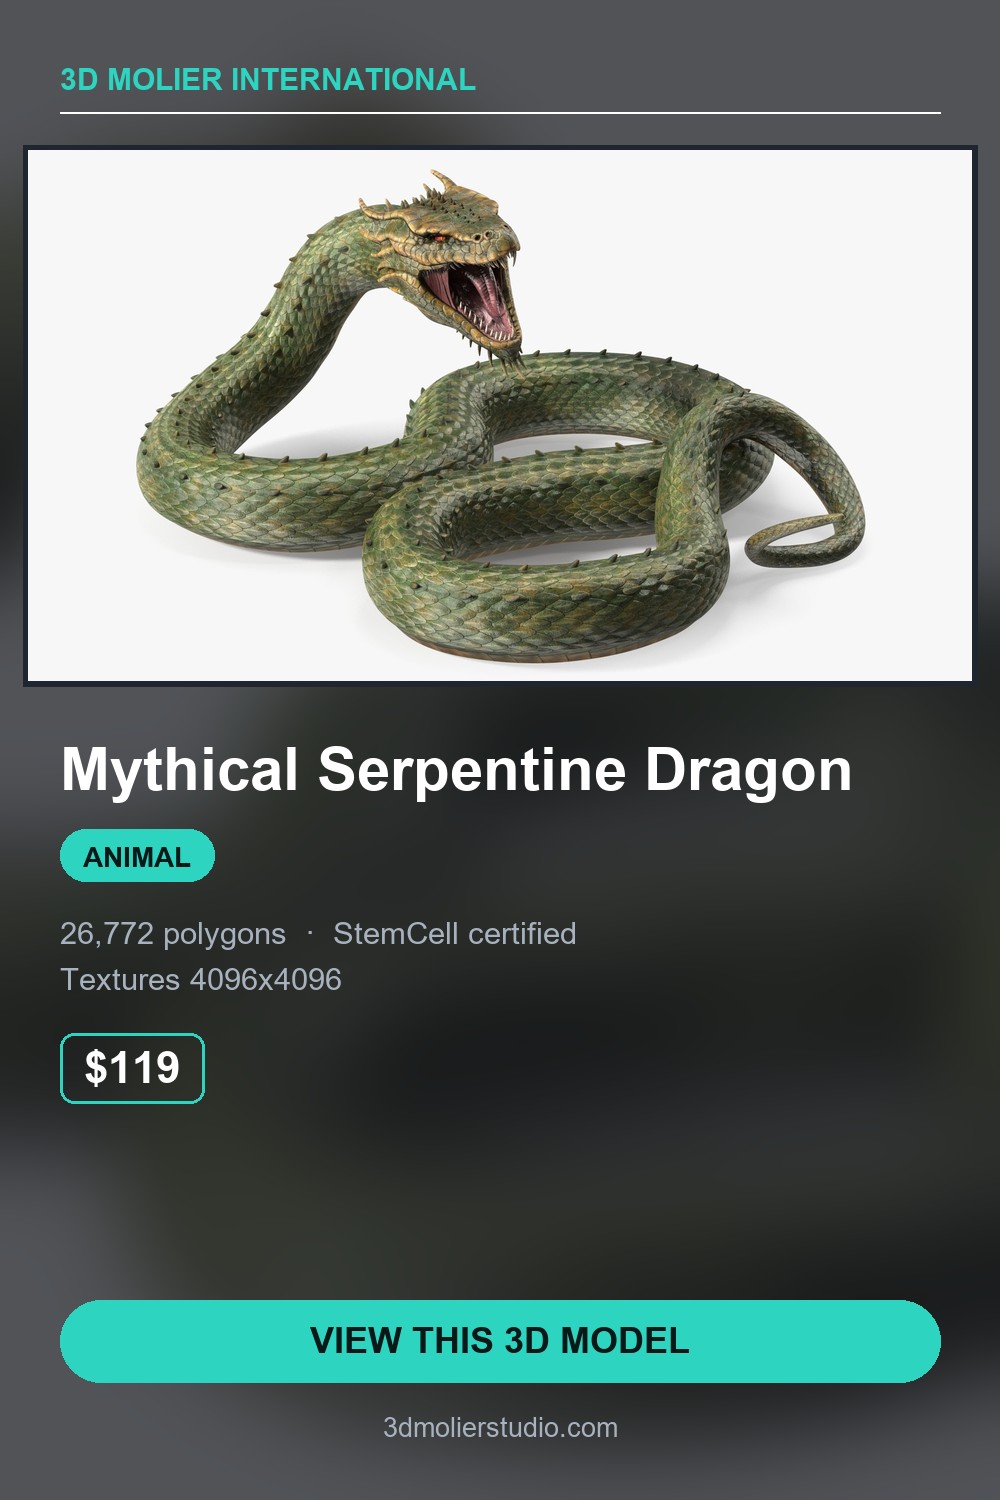 3D MOLIER INTERNATIONAL
Mythical Serpentine Dragon
ANIMAL
26,772 polygons · StemCell certified
Textures 4096x4096
$119
VIEW THIS 3D MODEL
3dmolierstudio.com